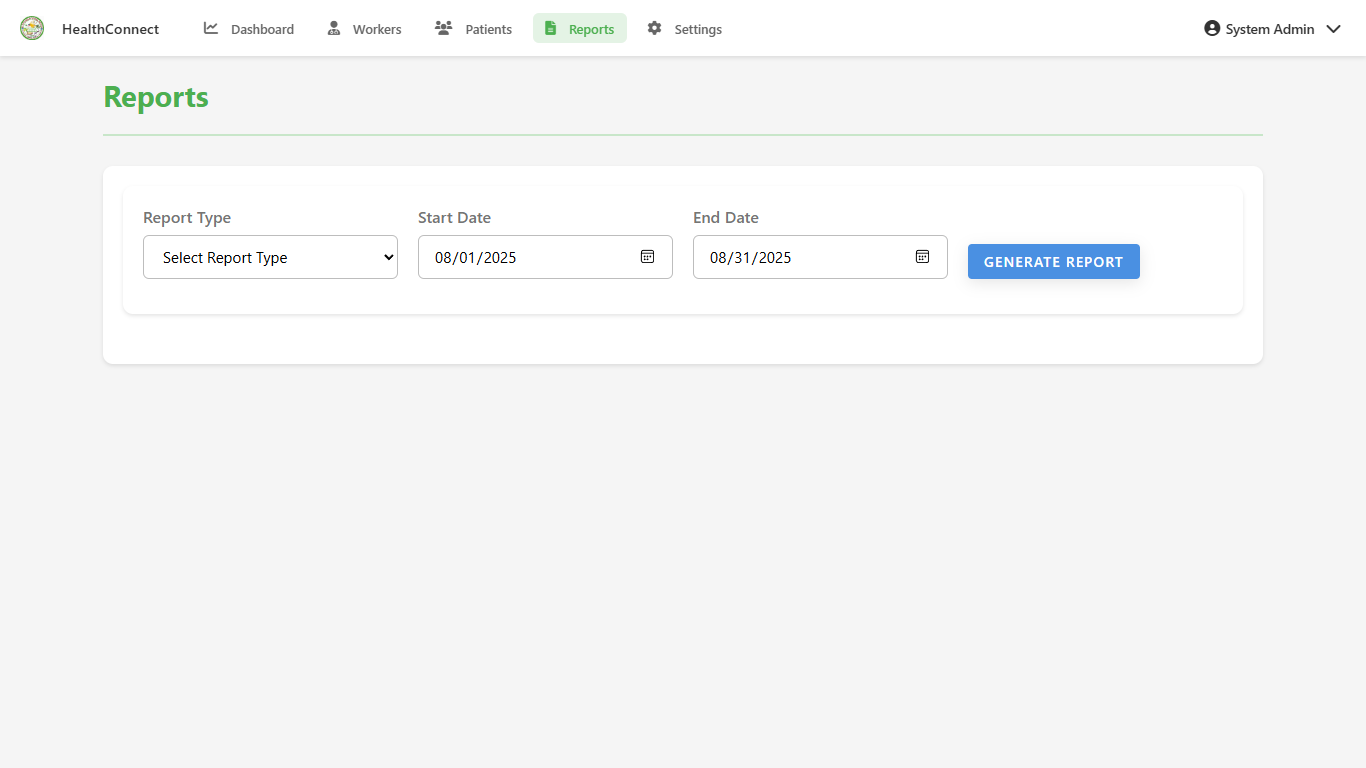 HealthConnect Dashboard Workers Patients Reports Settings System Admin
Reports
Report Type Start Date End Date
Select Report Type 08/01/2025 08/31/2025 GENERATE REPORT